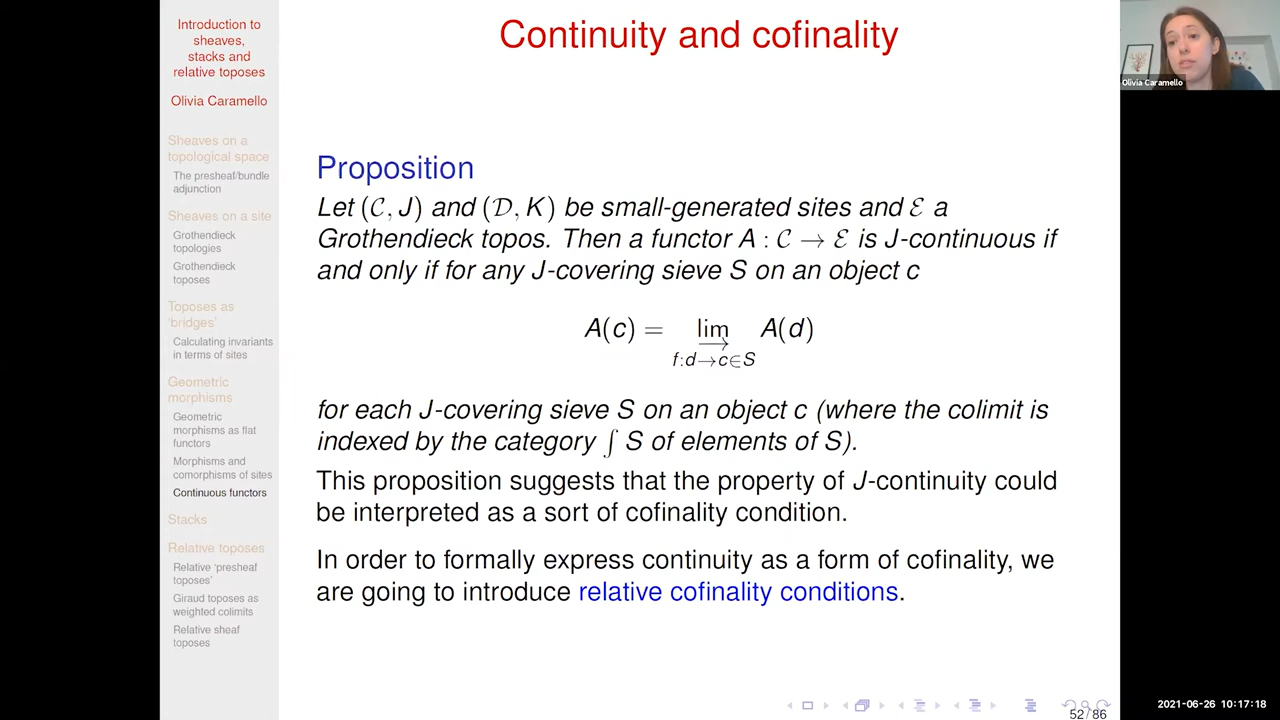 Introduction to
sheaves,
stacks and
relative toposes
Olivia Caramello
Sheaves on a
topological space
The presheaf/bundle
adjunction
Sheaves on a site
Grothendieck
topologies
Grothendieck
toposes
Toposes as
‘bridges’
Calculating invariants
in terms of sites
Geometric
morphisms
Geometric
morphisms as flat
functors
Morphisms and
comorphisms of sites
Continuous functors
Stacks
Relative toposes
Relative ‘presheaf
toposes’
Giraud toposes as
weighted colimits
Relative sheaf
toposes
Continuity and cofinality
Proposition
Let (𝒞, J) and (𝒟, K) be small-generated sites and ℰ a
Grothendieck topos. Then a functor A : 𝒞 → ℰ is J-continuous if
and only if for any J-covering sieve S on an object c
A(c) = lim A(d)
→
f:d→c∈S
for each J-covering sieve S on an object c (where the colimit is
indexed by the category ∫ S of elements of S).
This proposition suggests that the property of J-continuity could
be interpreted as a sort of cofinality condition.
In order to formally express continuity as a form of cofinality, we
are going to introduce relative cofinality conditions.
52 / 86
Olivia Caramello
2021-06-26 10:17:18